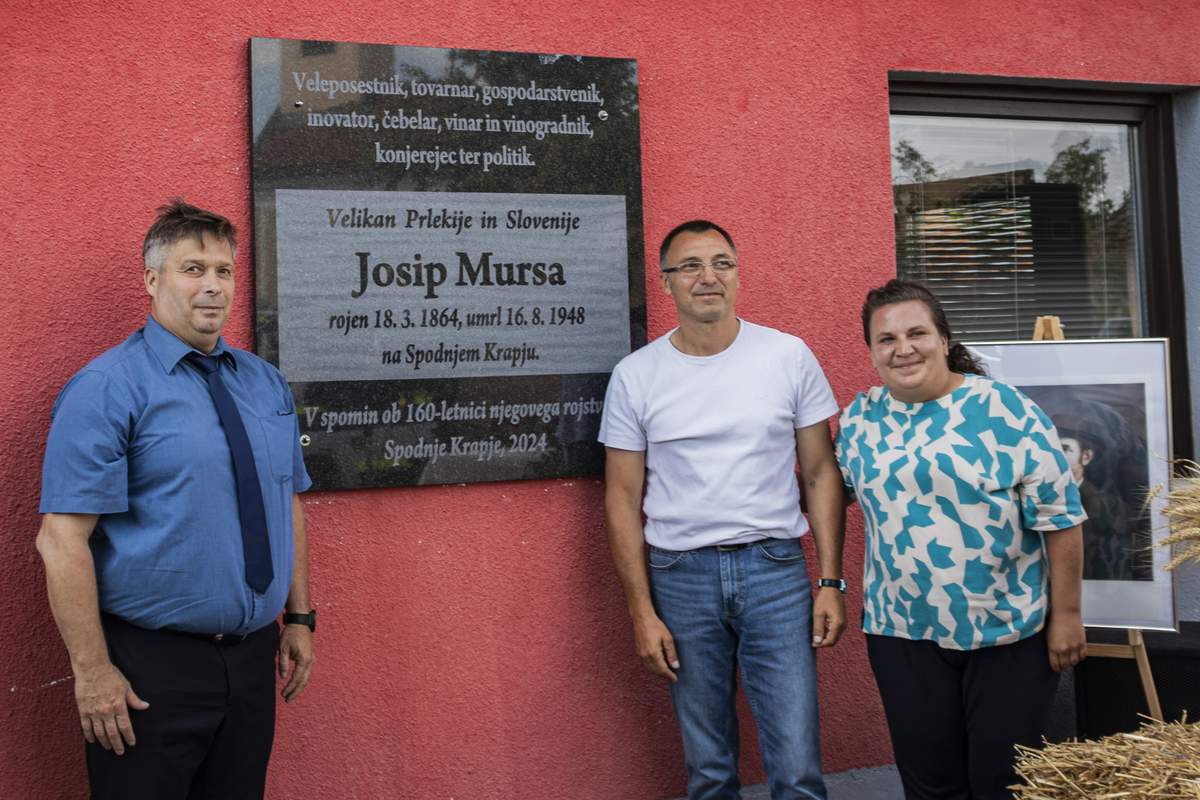 Veleposestnik, tovarnar, gospodarstvenik,
inovator, čebelar, vinar in vinogradnik,
konjerejec ter politik.
Velikan Prlekije in Slovenije
Josip Mursa
rojen 18. 3. 1864, umrl 16. 8. 1948
na Spodnjem Krapju.
V spomin ob 160-letnici njegovega rojstv
Spodnje Krapje, 2024